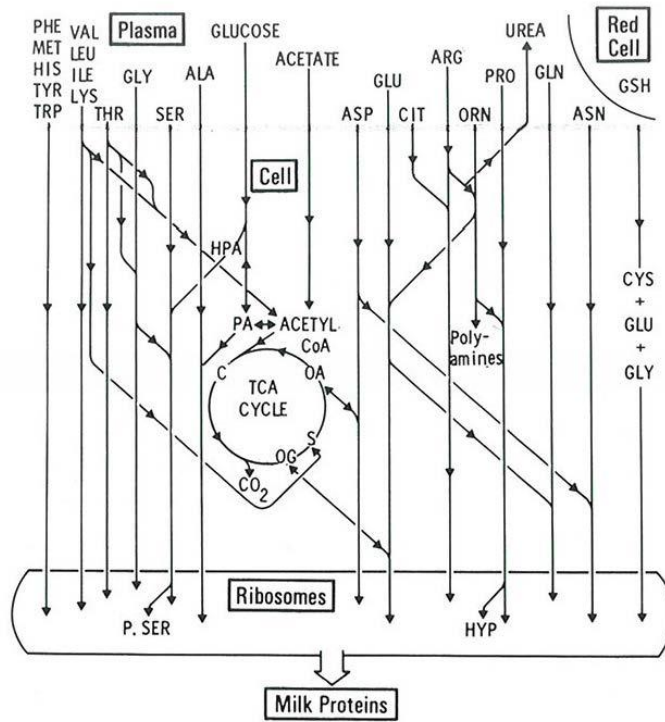 PHE
MET
HIS
TYR
TRP
VAL
LEU
ILE
LYS
Plasma
GLUCOSE
UREA
Red
Cell
GSH
THR
GLY
SER
ALA
ACETATE
ASP
GLU
CIT
ARG
ORN
PRO
GLN
ASN
Cell
HPA
PA
ACETYL
CoA
C
OA
TCA
CYCLE
S
OG
CO2
Poly-
amines
CYS
+
GLU
+
GLY
Ribosomes
P. SER
HYP
Milk Proteins